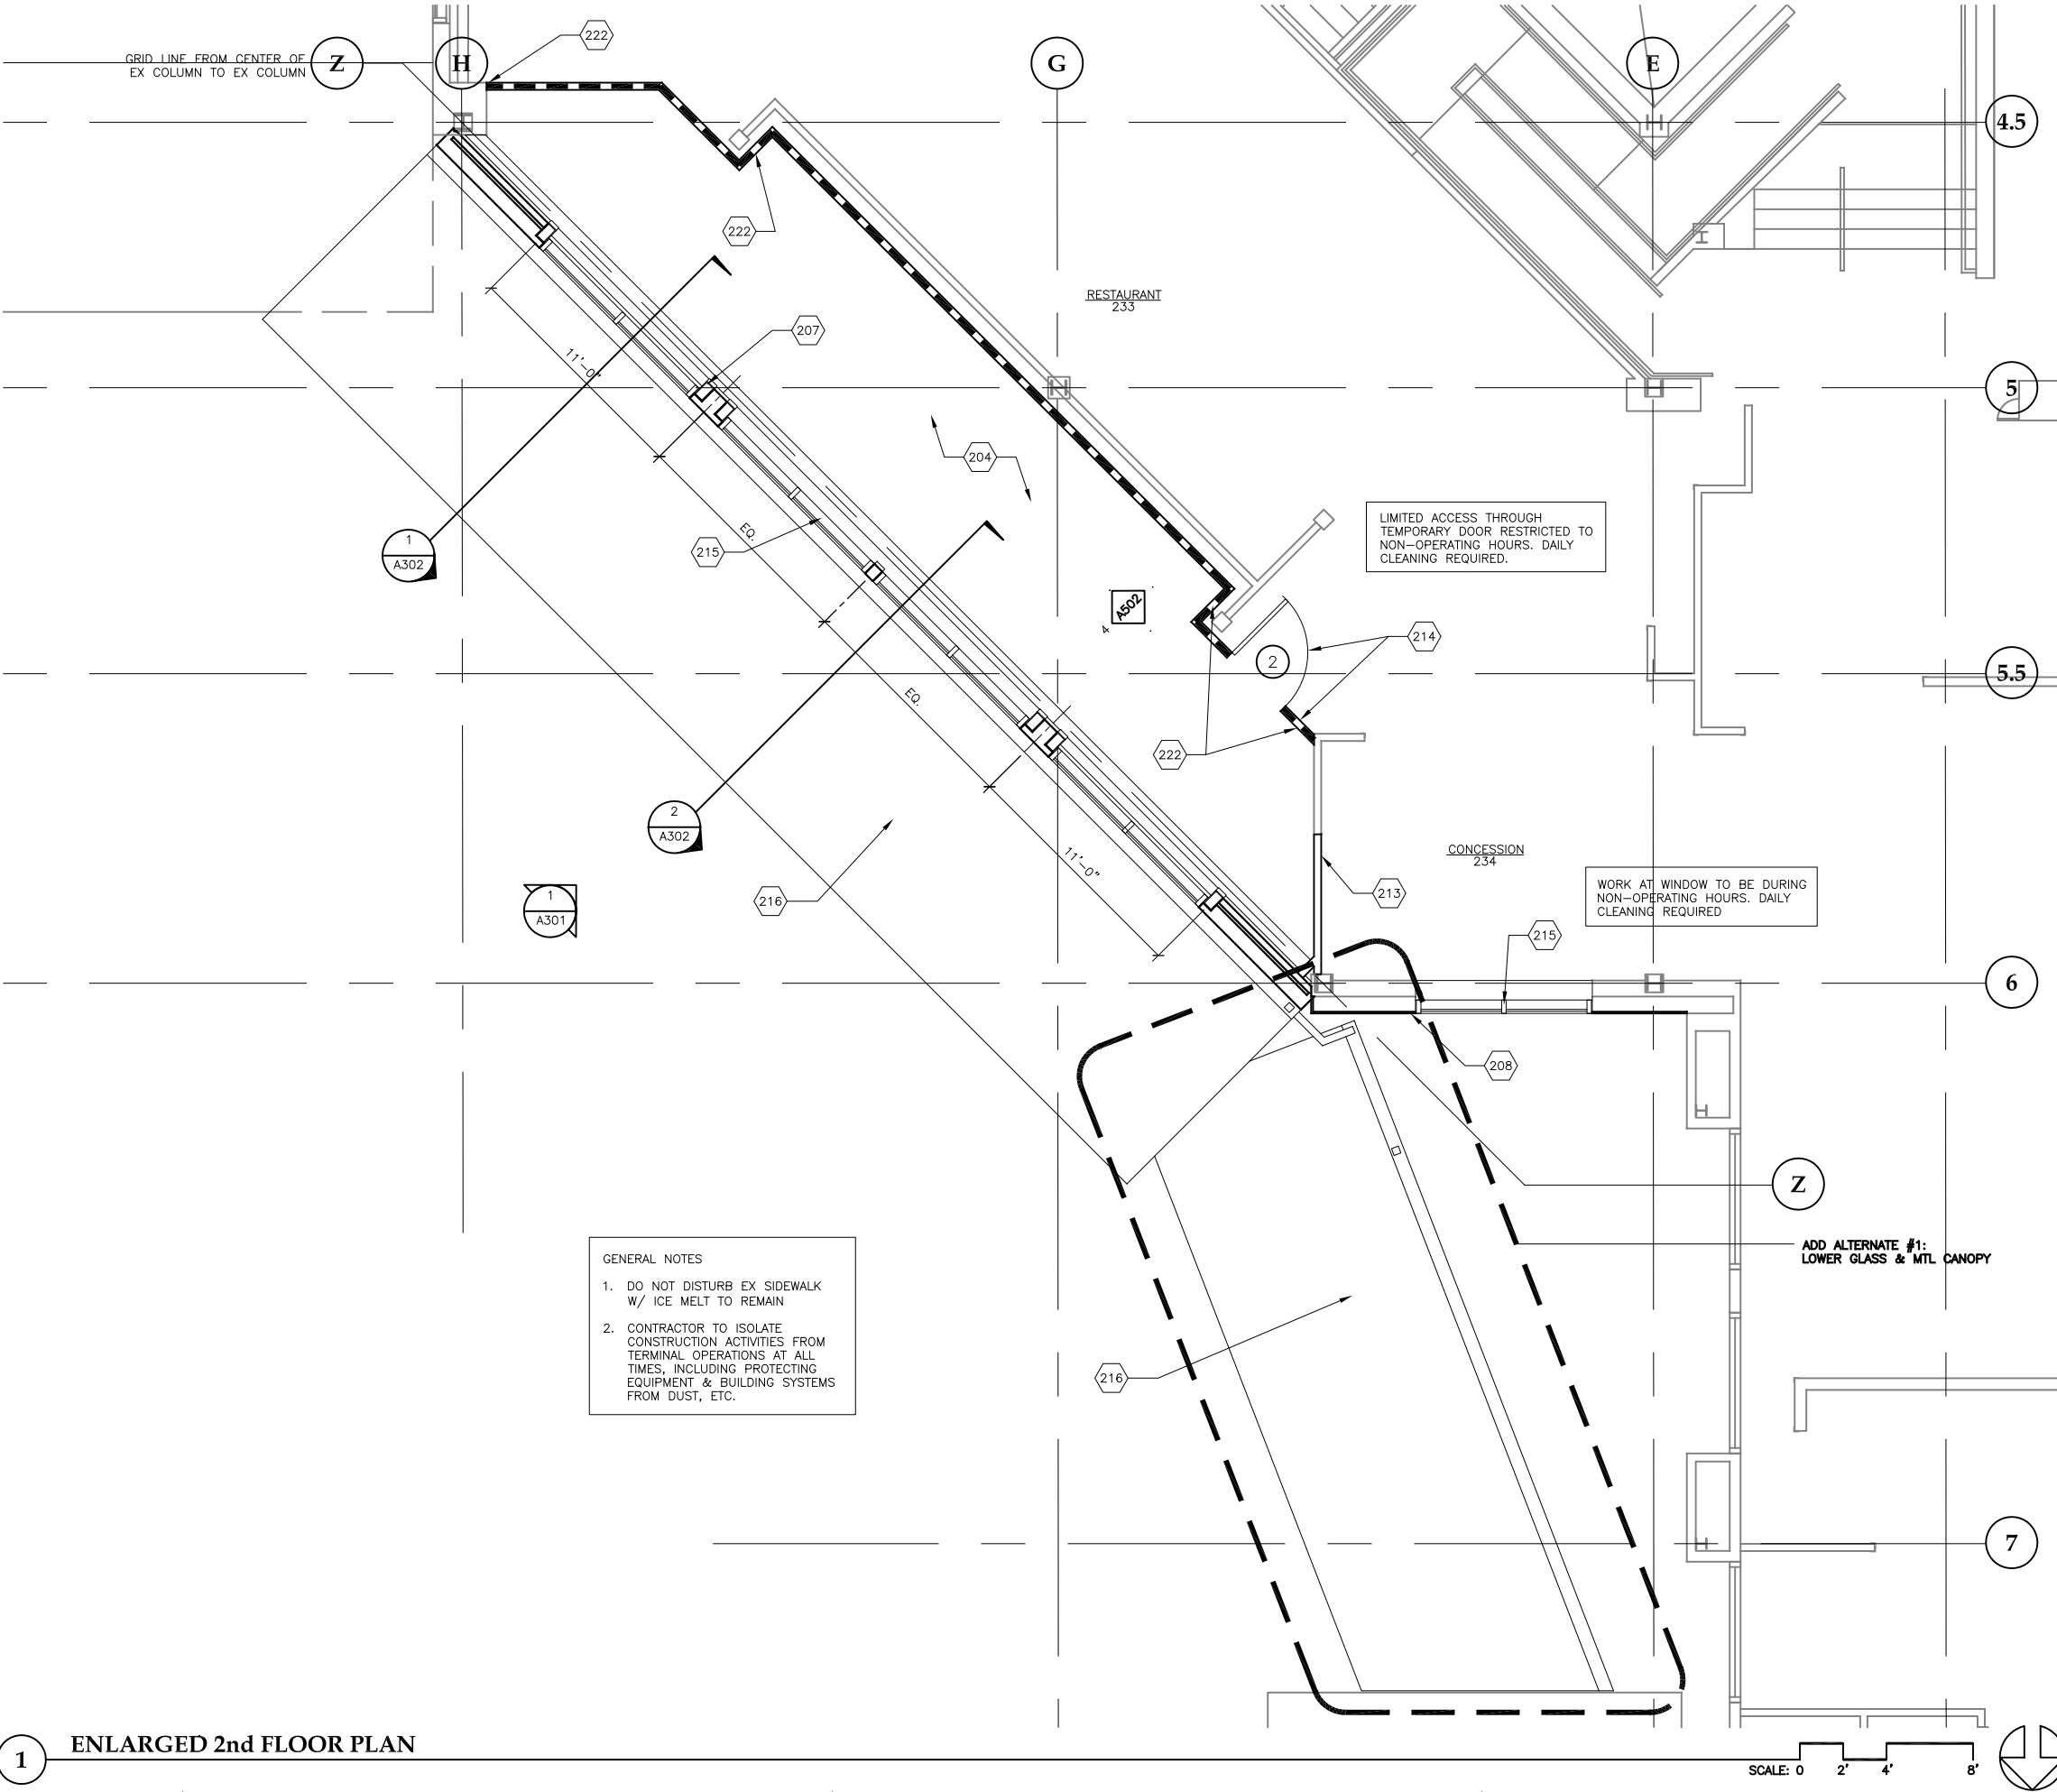 222
GRID LINE FROM CENTER OF
EX COLUMN TO EX COLUMN
Z
H
G
E
4.5
222
RESTAURANT
233
207
11'-0"
5
204
LIMITED ACCESS THROUGH
TEMPORARY DOOR RESTRICTED TO
NON-OPERATING HOURS. DAILY
CLEANING REQUIRED.
EQ.
215
1
A302
A502
4
214
2
5.5
EQ.
222
2
A302
CONCESSION
234
11'-0"
WORK AT WINDOW TO BE DURING
NON-OPERATING HOURS. DAILY
CLEANING REQUIRED
213
216
1
A301
215
6
208
Z
ADD ALTERNATE #1:
LOWER GLASS & MTL CANOPY
GENERAL NOTES
1. DO NOT DISTURB EX SIDEWALK
W/ ICE MELT TO REMAIN
2. CONTRACTOR TO ISOLATE
CONSTRUCTION ACTIVITIES FROM
TERMINAL OPERATIONS AT ALL
TIMES, INCLUDING PROTECTING
EQUIPMENT & BUILDING SYSTEMS
FROM DUST, ETC.
216
7
1
ENLARGED 2nd FLOOR PLAN
SCALE: 0 2' 4' 8'